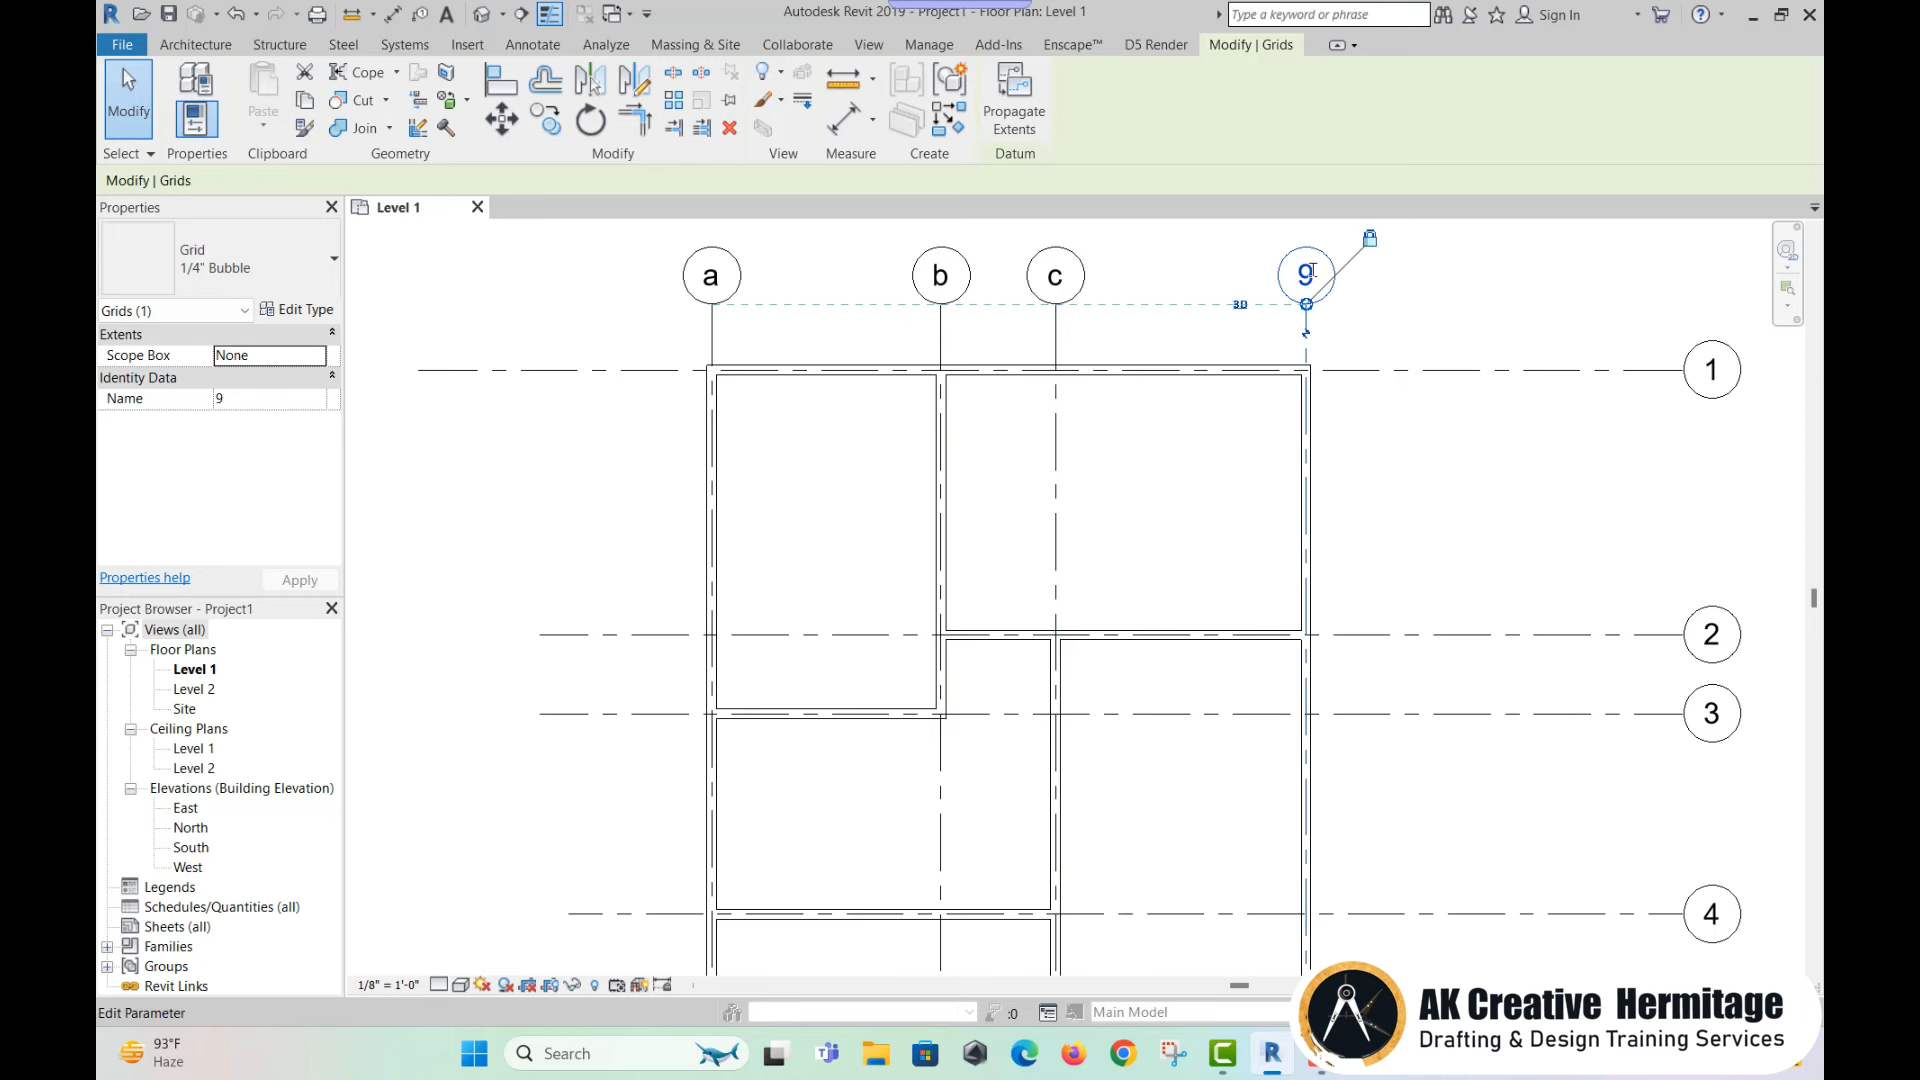 Autodesk Revit 2019 - Project1 - Floor Plan: Level 1
Type a keyword or phrase
Sign In
File Architecture Structure Steel Systems Insert Annotate Analyze Massing & Site Collaborate View Manage Add-Ins Enscape™ D5 Render Modify | Grids
Modify
Paste
Cope
Cut
Join
Propagate
Extents
Select Properties Clipboard Geometry Modify View Measure Create Datum
Modify | Grids
Properties
Level 1
Grid
1/4" Bubble
Grids (1)
Edit Type
Extents
Scope Box None
Identity Data
Name 9
Properties help
Apply
a
b
c
9
3D
1
2
3
4
Project Browser - Project1
Views (all)
Floor Plans
Level 1
Level 2
Site
Ceiling Plans
Level 1
Level 2
Elevations (Building Elevation)
East
North
South
West
Legends
Schedules/Quantities (all)
Sheets (all)
Families
Groups
Revit Links
1/8" = 1'-0"
Edit Parameter
:0
Main Model
93°F
Haze
Search
AK Creative Hermitage
Drafting & Design Training Services